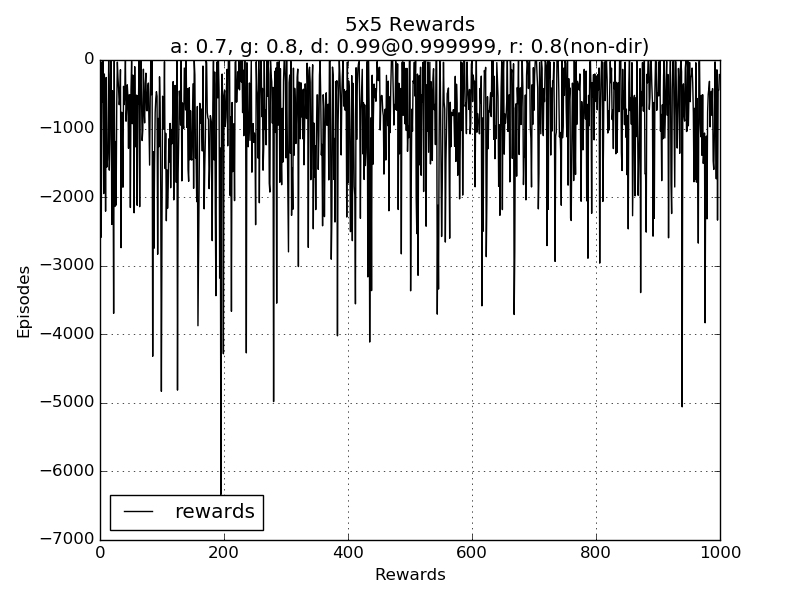 5x5 Rewards
a: 0.7, g: 0.8, d: 0.99@0.999999, r: 0.8(non-dir)
0
−1000
−2000
−3000
−4000
−5000
−6000
−7000
Episodes
rewards
0 200 400 600 800 1000
Rewards